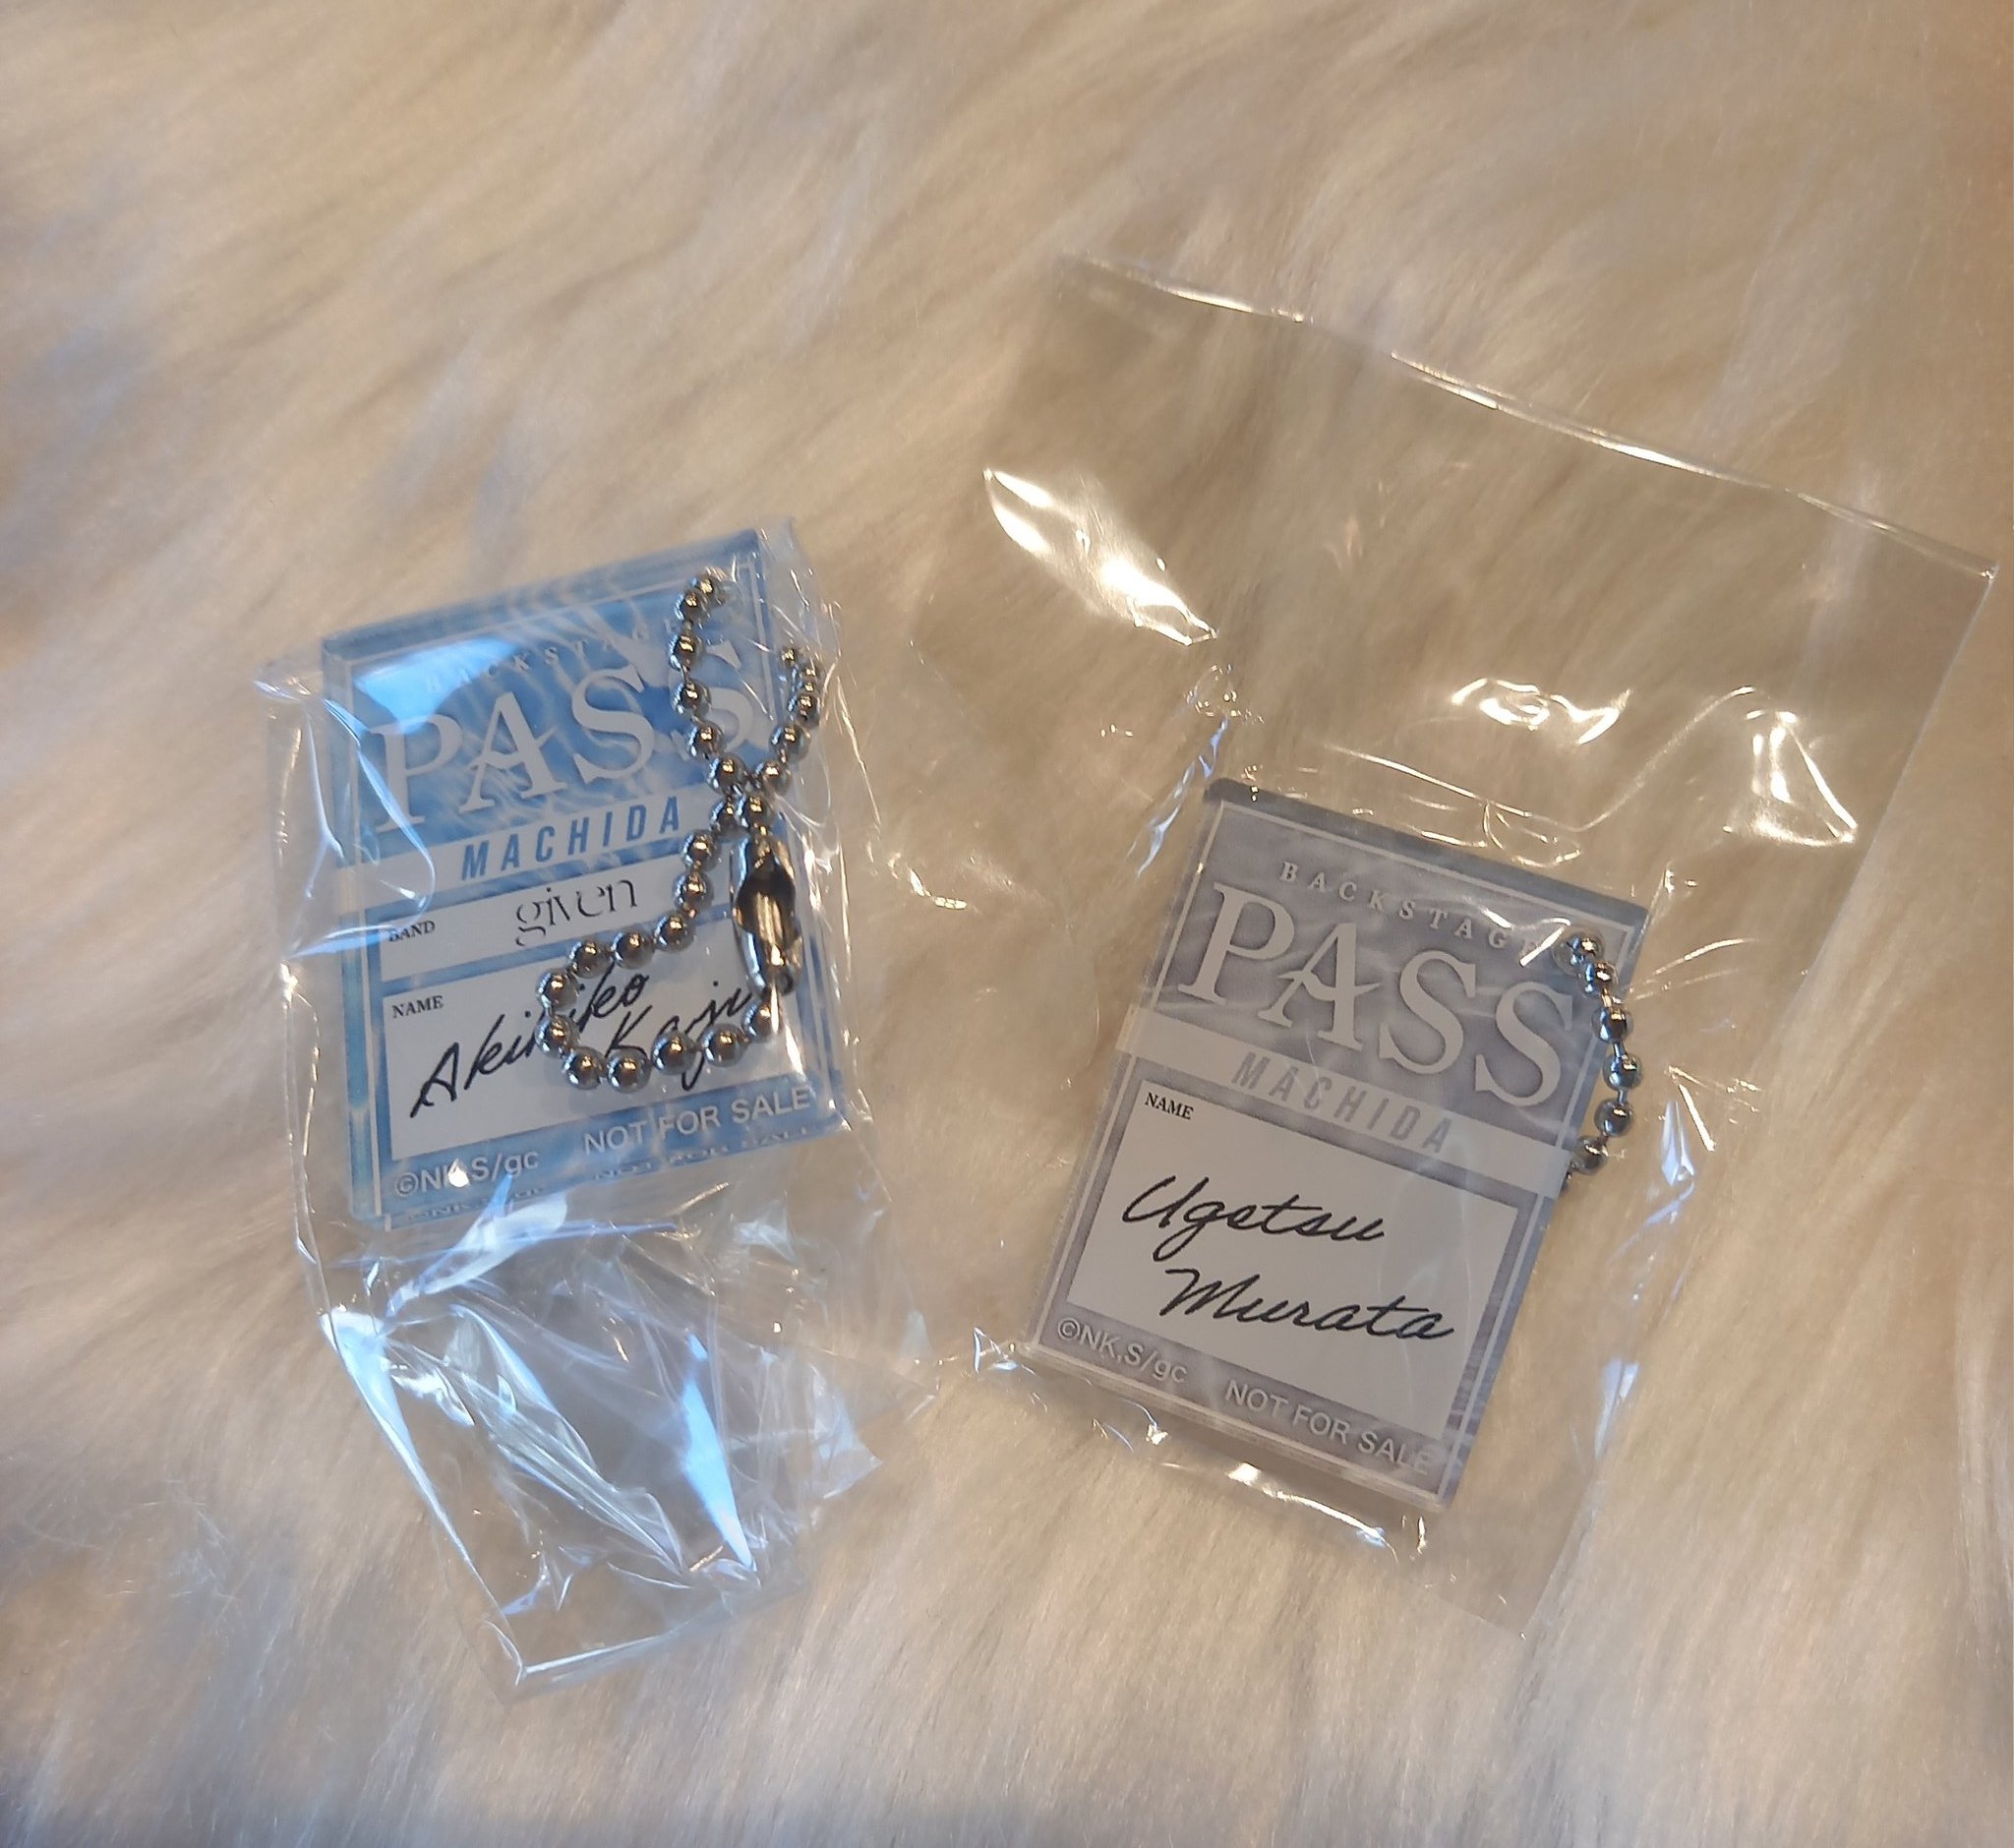 BACKSTAGE
PASS
MACHIDA
BAND
given
NAME
Akihiko
Kaji
NOT FOR SALE
©NK,S/gc
BACKSTAGE
PASS
MACHIDA
NAME
Ugetsu
Murata
©NK,S/gc
NOT FOR SALE